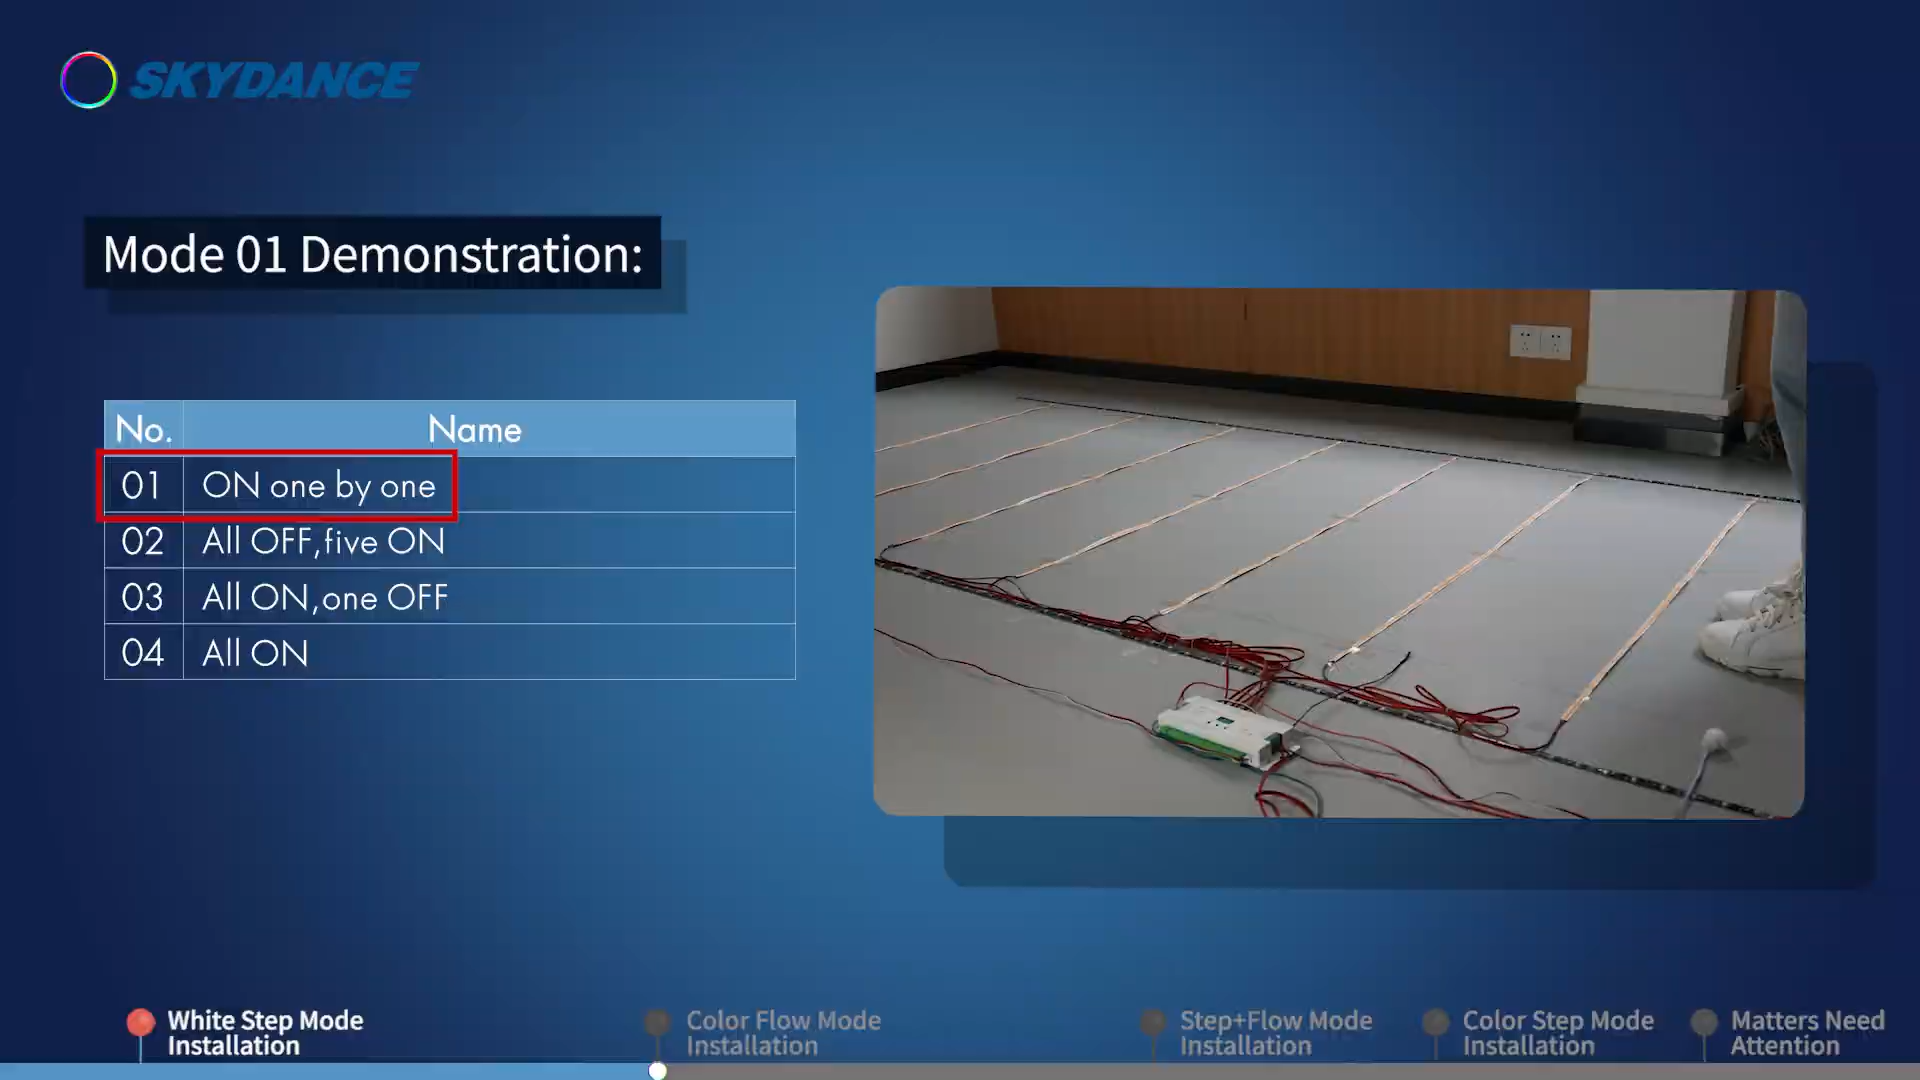 SKYDANCE
Mode 01 Demonstration:
No. Name
01 ON one by one
02 All OFF,five ON
03 All ON,one OFF
04 All ON
White Step Mode
Installation
Color Flow Mode
Installation
Step+Flow Mode
Installation
Color Step Mode
Installation
Matters Need
Attention